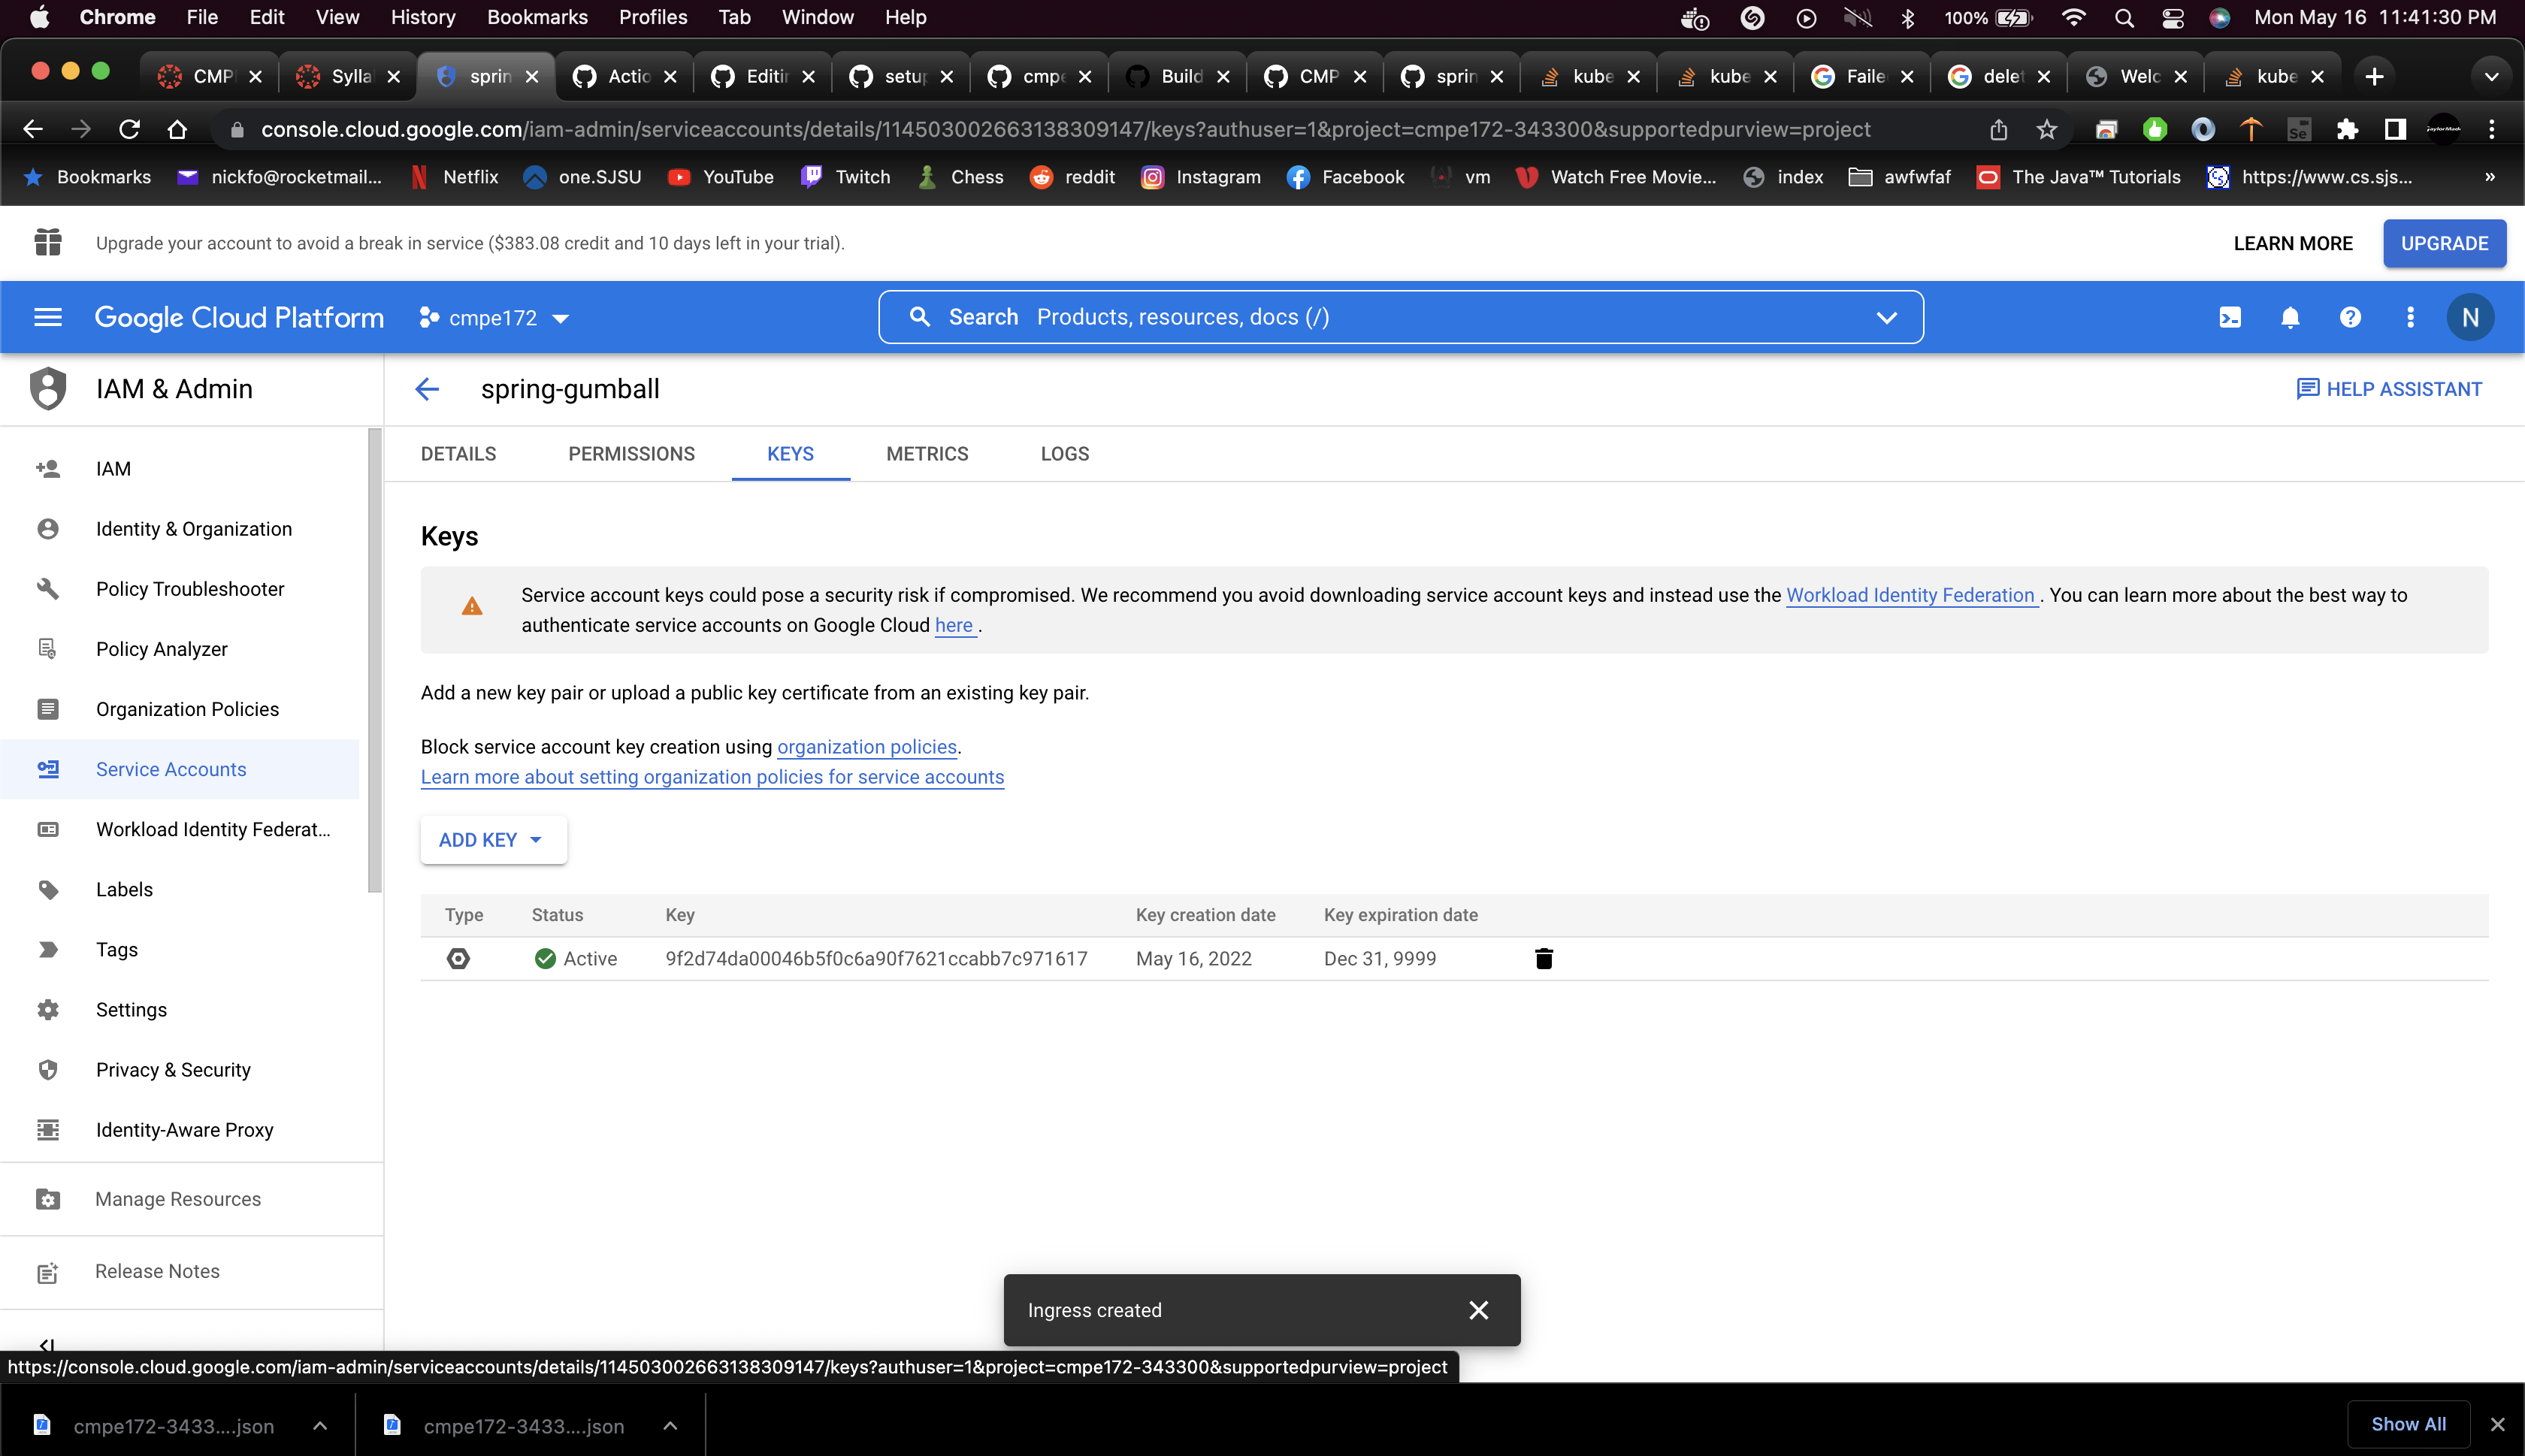 Chrome File Edit View History Bookmarks Profiles Tab Window Help 100% Mon May 16 11:41:30 PM
CMP Sylla sprin Actio Editin setup cmpe Build CMP sprin kube kube Faile delet Welc kube
console.cloud.google.com/iam-admin/serviceaccounts/details/114503002663138309147/keys?authuser=1&project=cmpe172-343300&supportedpurview=project
Bookmarks nickfo@rocketmail... Netflix one.SJSU YouTube Twitch Chess reddit Instagram Facebook vm Watch Free Movie... index awfwfaf The Java™ Tutorials https://www.cs.sjs... »
Upgrade your account to avoid a break in service ($383.08 credit and 10 days left in your trial). LEARN MORE UPGRADE
Google Cloud Platform cmpe172 Search Products, resources, docs (/) N
IAM & Admin
spring-gumball
HELP ASSISTANT
DETAILS PERMISSIONS KEYS METRICS LOGS
IAM
Identity & Organization
Policy Troubleshooter
Policy Analyzer
Organization Policies
Service Accounts
Workload Identity Federat...
Labels
Tags
Settings
Privacy & Security
Identity-Aware Proxy
Manage Resources
Release Notes
Keys
Service account keys could pose a security risk if compromised. We recommend you avoid downloading service account keys and instead use the Workload Identity Federation . You can learn more about the best way to
authenticate service accounts on Google Cloud here .
Add a new key pair or upload a public key certificate from an existing key pair.
Block service account key creation using organization policies.
Learn more about setting organization policies for service accounts
ADD KEY
Type Status Key Key creation date Key expiration date
Active 9f2d74da00046b5f0c6a90f7621ccabb7c971617 May 16, 2022 Dec 31, 9999
Ingress created
https://console.cloud.google.com/iam-admin/serviceaccounts/details/114503002663138309147/keys?authuser=1&project=cmpe172-343300&supportedpurview=project
cmpe172-3433....json cmpe172-3433....json Show All